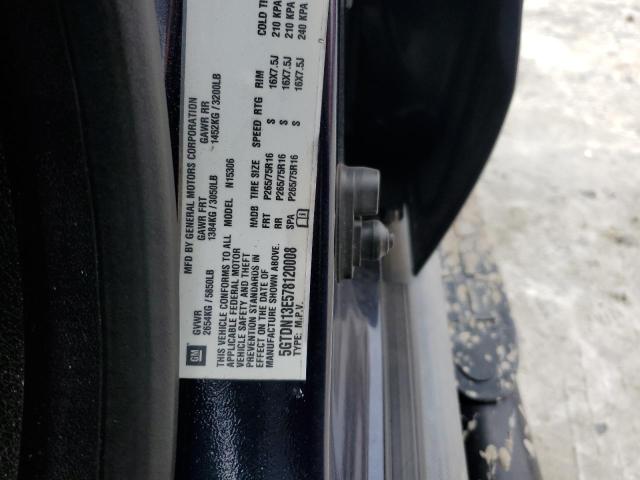 MFD BY GENERAL MOTORS CORPORATION
GVWR GAWR FRT GAWR RR
2654KG/5850LB 1384KG/3050LB 1452KG/3200LB
GM
THIS VEHICLE CONFORMS TO ALL
APPLICABLE FEDERAL MOTOR
VEHICLE SAFETY AND THEFT
PREVENTION STANDARDS IN
EFFECT ON THE DATE OF
MANUFACTURE SHOWN ABOVE.
5GTDN13E578120008
TYPE: M.P.V.
MODEL N15306
NADB TIRE SIZE SPEED RTG RIM COLD
FRT P265/75R16 S 16X7.5J 210 KPA
RR P265/75R16 S 16X7.5J 210 KPA
SPA P265/75R16 S 16X7.5J 240 KPA